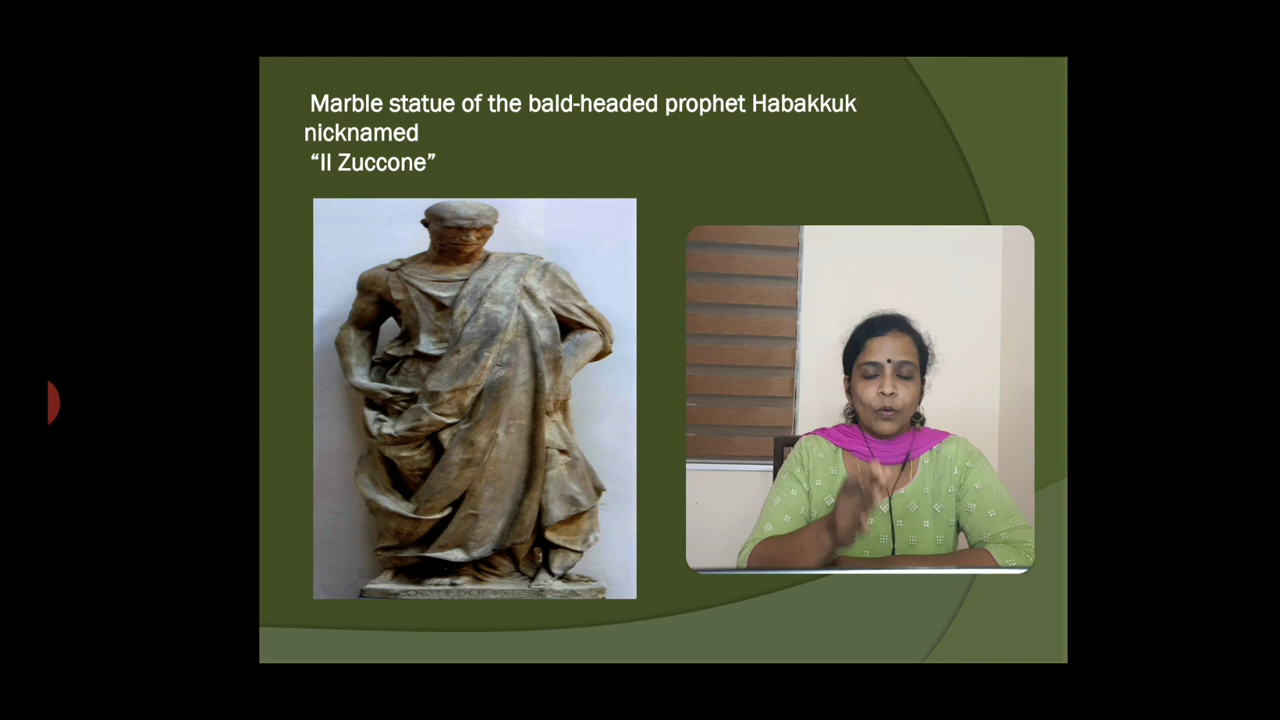 Marble statue of the bald-headed prophet Habakkuk
nicknamed
“Il Zuccone”